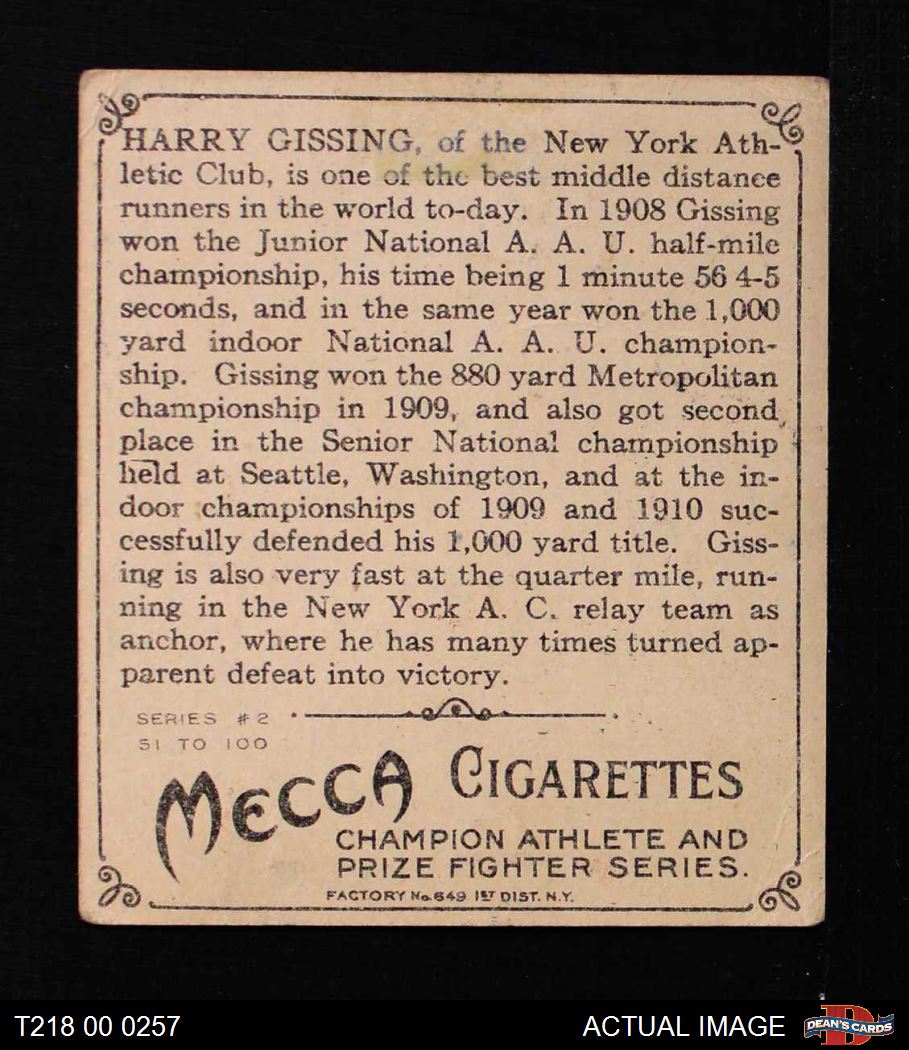 HARRY GISSING, of the New York Ath-
letic Club, is one of the best middle distance
runners in the world to-day. In 1908 Gissing
won the Junior National A. A. U. half-mile
championship, his time being 1 minute 56 4-5
seconds, and in the same year won the 1,000
yard indoor National A. A. U. champion-
ship. Gissing won the 880 yard Metropolitan
championship in 1909, and also got second
place in the Senior National championship
held at Seattle, Washington, and at the in-
door championships of 1909 and 1910 suc-
cessfully defended his 1,000 yard title. Giss-
ing is also very fast at the quarter mile, run-
ning in the New York A. C. relay team as
anchor, where he has many times turned ap-
parent defeat into victory.
SERIES #2
51 TO 100
MECCA CIGARETTES
CHAMPION ATHLETE AND
PRIZE FIGHTER SERIES.
FACTORY No. 649 1ST DIST. N.Y.
T218 00 0257
ACTUAL IMAGE
D
DEAN'S CARDS